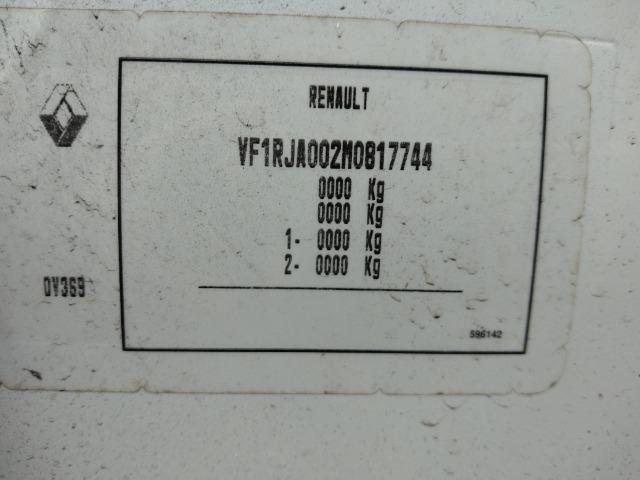 RENAULT
VF1RJA002M0817744
0000 Kg
0000 Kg
1- 0000 Kg
2- 0000 Kg
DV369
596142